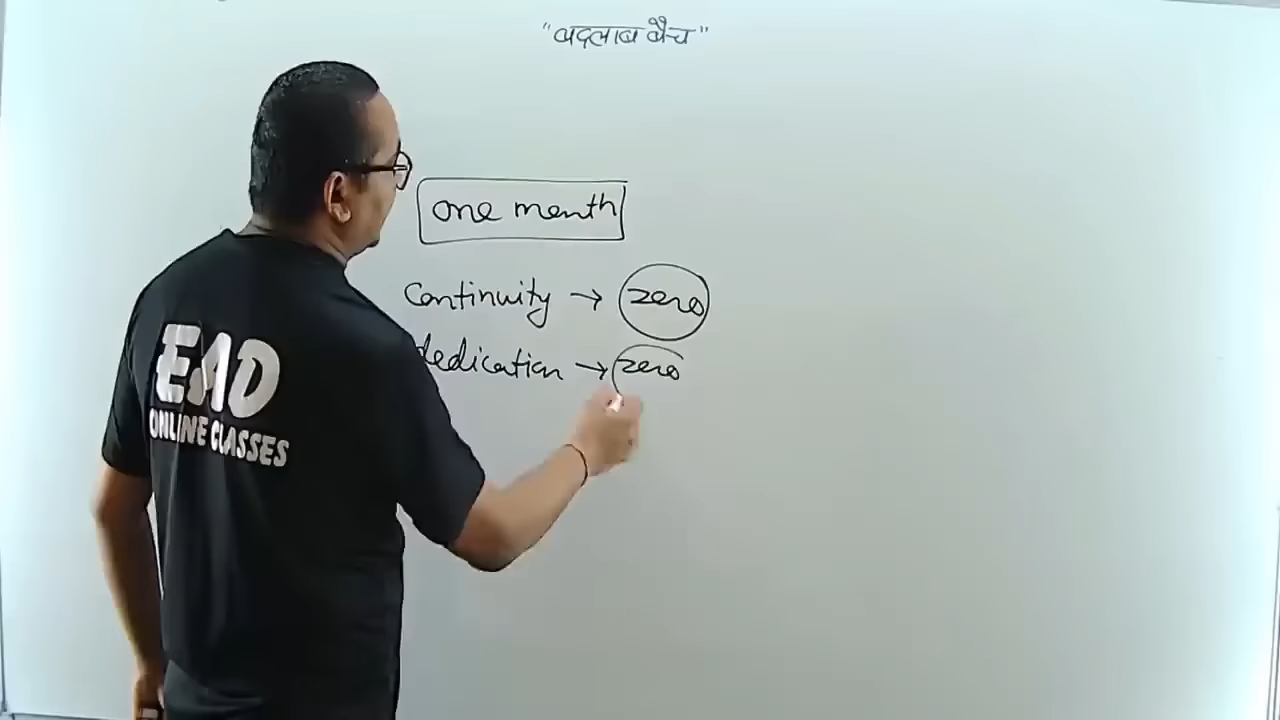 "बदलाब बैच"
one month
Continuity → zero
dedication → zero
EAD
ONLINE CLASSES